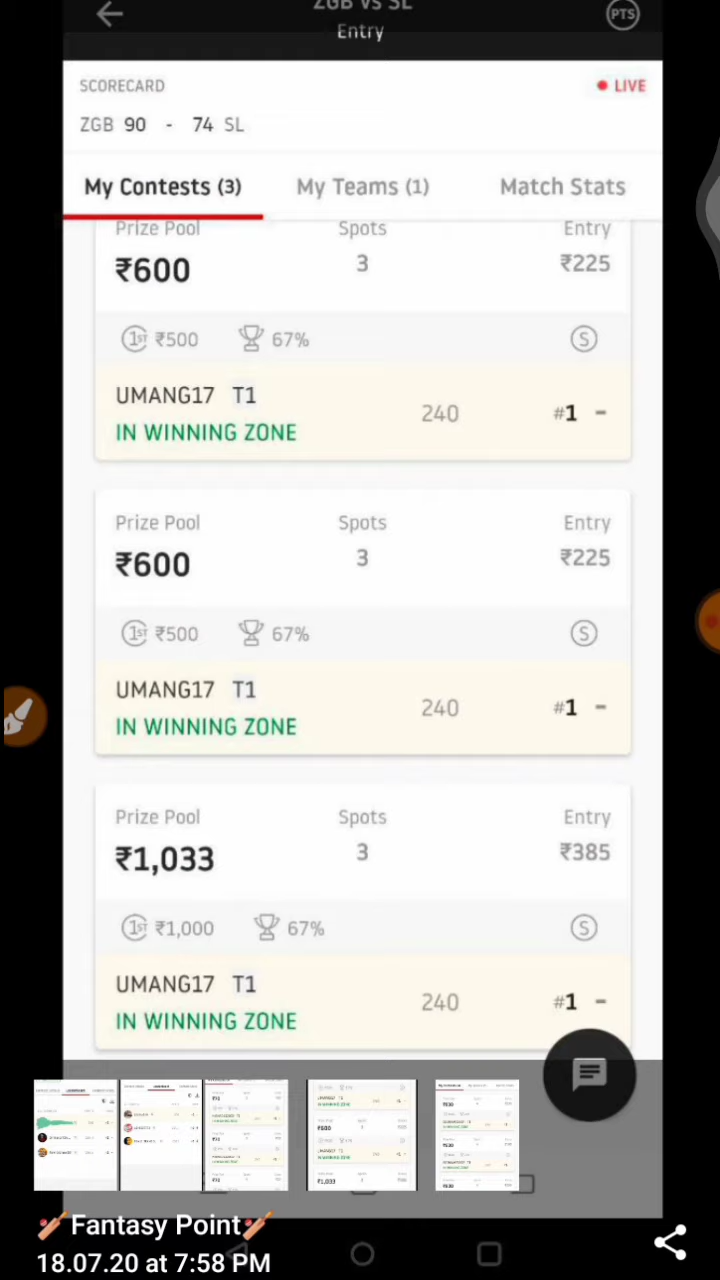 ZGB VS SL
Entry
PTS
SCORECARD
LIVE
ZGB 90 - 74 SL
My Contests (3) My Teams (1) Match Stats
Prize Pool Spots Entry
₹600 3 ₹225
1ST ₹500 67% S
UMANG17 T1 240 #1 -
IN WINNING ZONE
Prize Pool Spots Entry
₹600 3 ₹225
1ST ₹500 67% S
UMANG17 T1 240 #1 -
IN WINNING ZONE
Prize Pool Spots Entry
₹1,033 3 ₹385
1ST ₹1,000 67% S
UMANG17 T1 240 #1 -
IN WINNING ZONE
🏏Fantasy Point🏏
18.07.20 at 7:58 PM